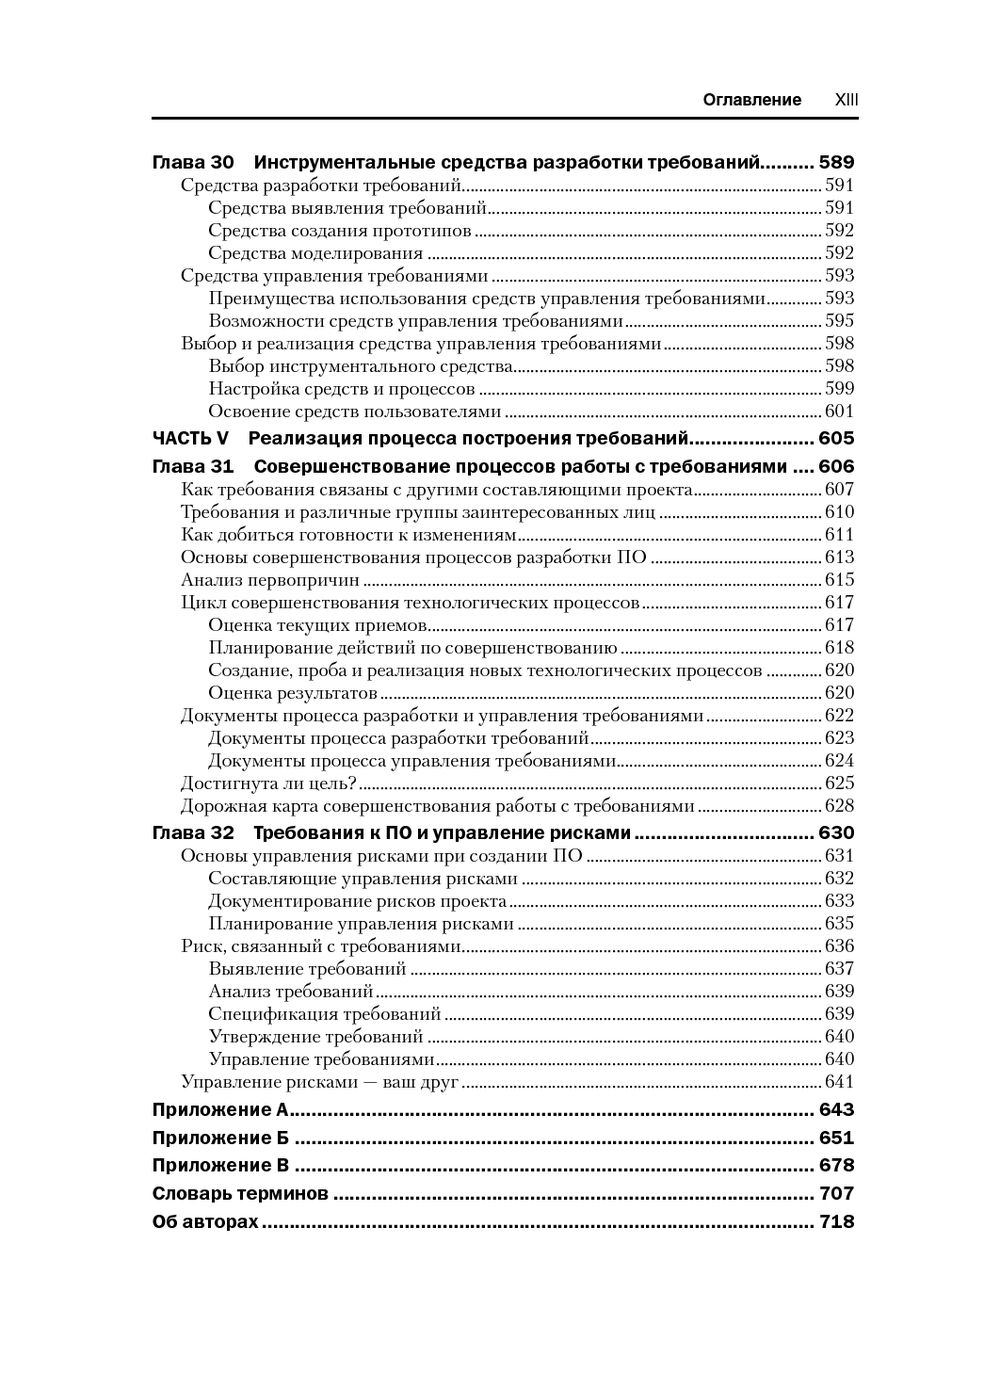 Оглавление XIII
Глава 30 Инструментальные средства разработки требований.......... 589
Средства разработки требований.......... 591
Средства выявления требований.......... 591
Средства создания прототипов .......... 592
Средства моделирования .......... 592
Средства управления требованиями .......... 593
Преимущества использования средств управления требованиями.......... 593
Возможности средств управления требованиями.......... 595
Выбор и реализация средства управления требованиями .......... 598
Выбор инструментального средства.......... 598
Настройка средств и процессов .......... 599
Освоение средств пользователями .......... 601
ЧАСТЬ V Реализация процесса построения требований.......... 605
Глава 31 Совершенствование процессов работы с требованиями .... 606
Как требования связаны с другими составляющими проекта.......... 607
Требования и различные группы заинтересованных лиц .......... 610
Как добиться готовности к изменениям.......... 611
Основы совершенствования процессов разработки ПО .......... 613
Анализ первопричин .......... 615
Цикл совершенствования технологических процессов .......... 617
Оценка текущих приемов.......... 617
Планирование действий по совершенствованию .......... 618
Создание, проба и реализация новых технологических процессов .......... 620
Оценка результатов .......... 620
Документы процесса разработки и управления требованиями .......... 622
Документы процесса разработки требований.......... 623
Документы процесса управления требованиями.......... 624
Достигнута ли цель? .......... 625
Дорожная карта совершенствования работы с требованиями .......... 628
Глава 32 Требования к ПО и управление рисками .......... 630
Основы управления рисками при создании ПО .......... 631
Составляющие управления рисками .......... 632
Документирование рисков проекта.......... 633
Планирование управления рисками .......... 635
Риск, связанный с требованиями.......... 636
Выявление требований .......... 637
Анализ требований .......... 639
Спецификация требований .......... 639
Утверждение требований .......... 640
Управление требованиями.......... 640
Управление рисками — ваш друг .......... 641
Приложение А.......... 643
Приложение Б .......... 651
Приложение В .......... 678
Словарь терминов .......... 707
Об авторах .......... 718